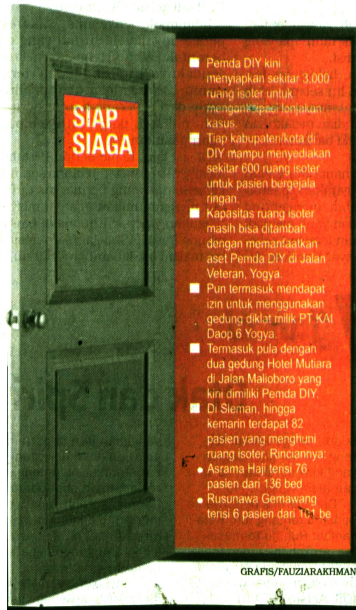 SIAP
SIAGA
Pemda DIY kini
menyiapkan sekitar 3.000
ruang isoter untuk
mengantisipasi lonjakan
kasus.
Tiap kabupaten/kota di
DIY mampu menyediakan
sekitar 600 ruang isoter
untuk pasien bergejala
ringan.
Kapasitas ruang isoter
masih bisa ditambah
dengan memanfaatkan
aset Pemda DIY di Jalan
Veteran, Yogya.
Pun termasuk mendapat
izin untuk menggunakan
gedung diklat milik PT KAI
Daop 6 Yogya.
Termasuk pula dengan
dua gedung Hotel Mutiara
di Jalan Malioboro yang
kini dimiliki Pemda DIY.
Di Sleman, hingga
kemarin terdapat 82
pasien yang menghuni
ruang isoter. Rinciannya:
Asrama Haji terisi 76
pasien dari 136 bed
Rusunawa Gemawang
terisi 6 pasien dari 101 be
GRAFIS/FAUZIARAKHMAN